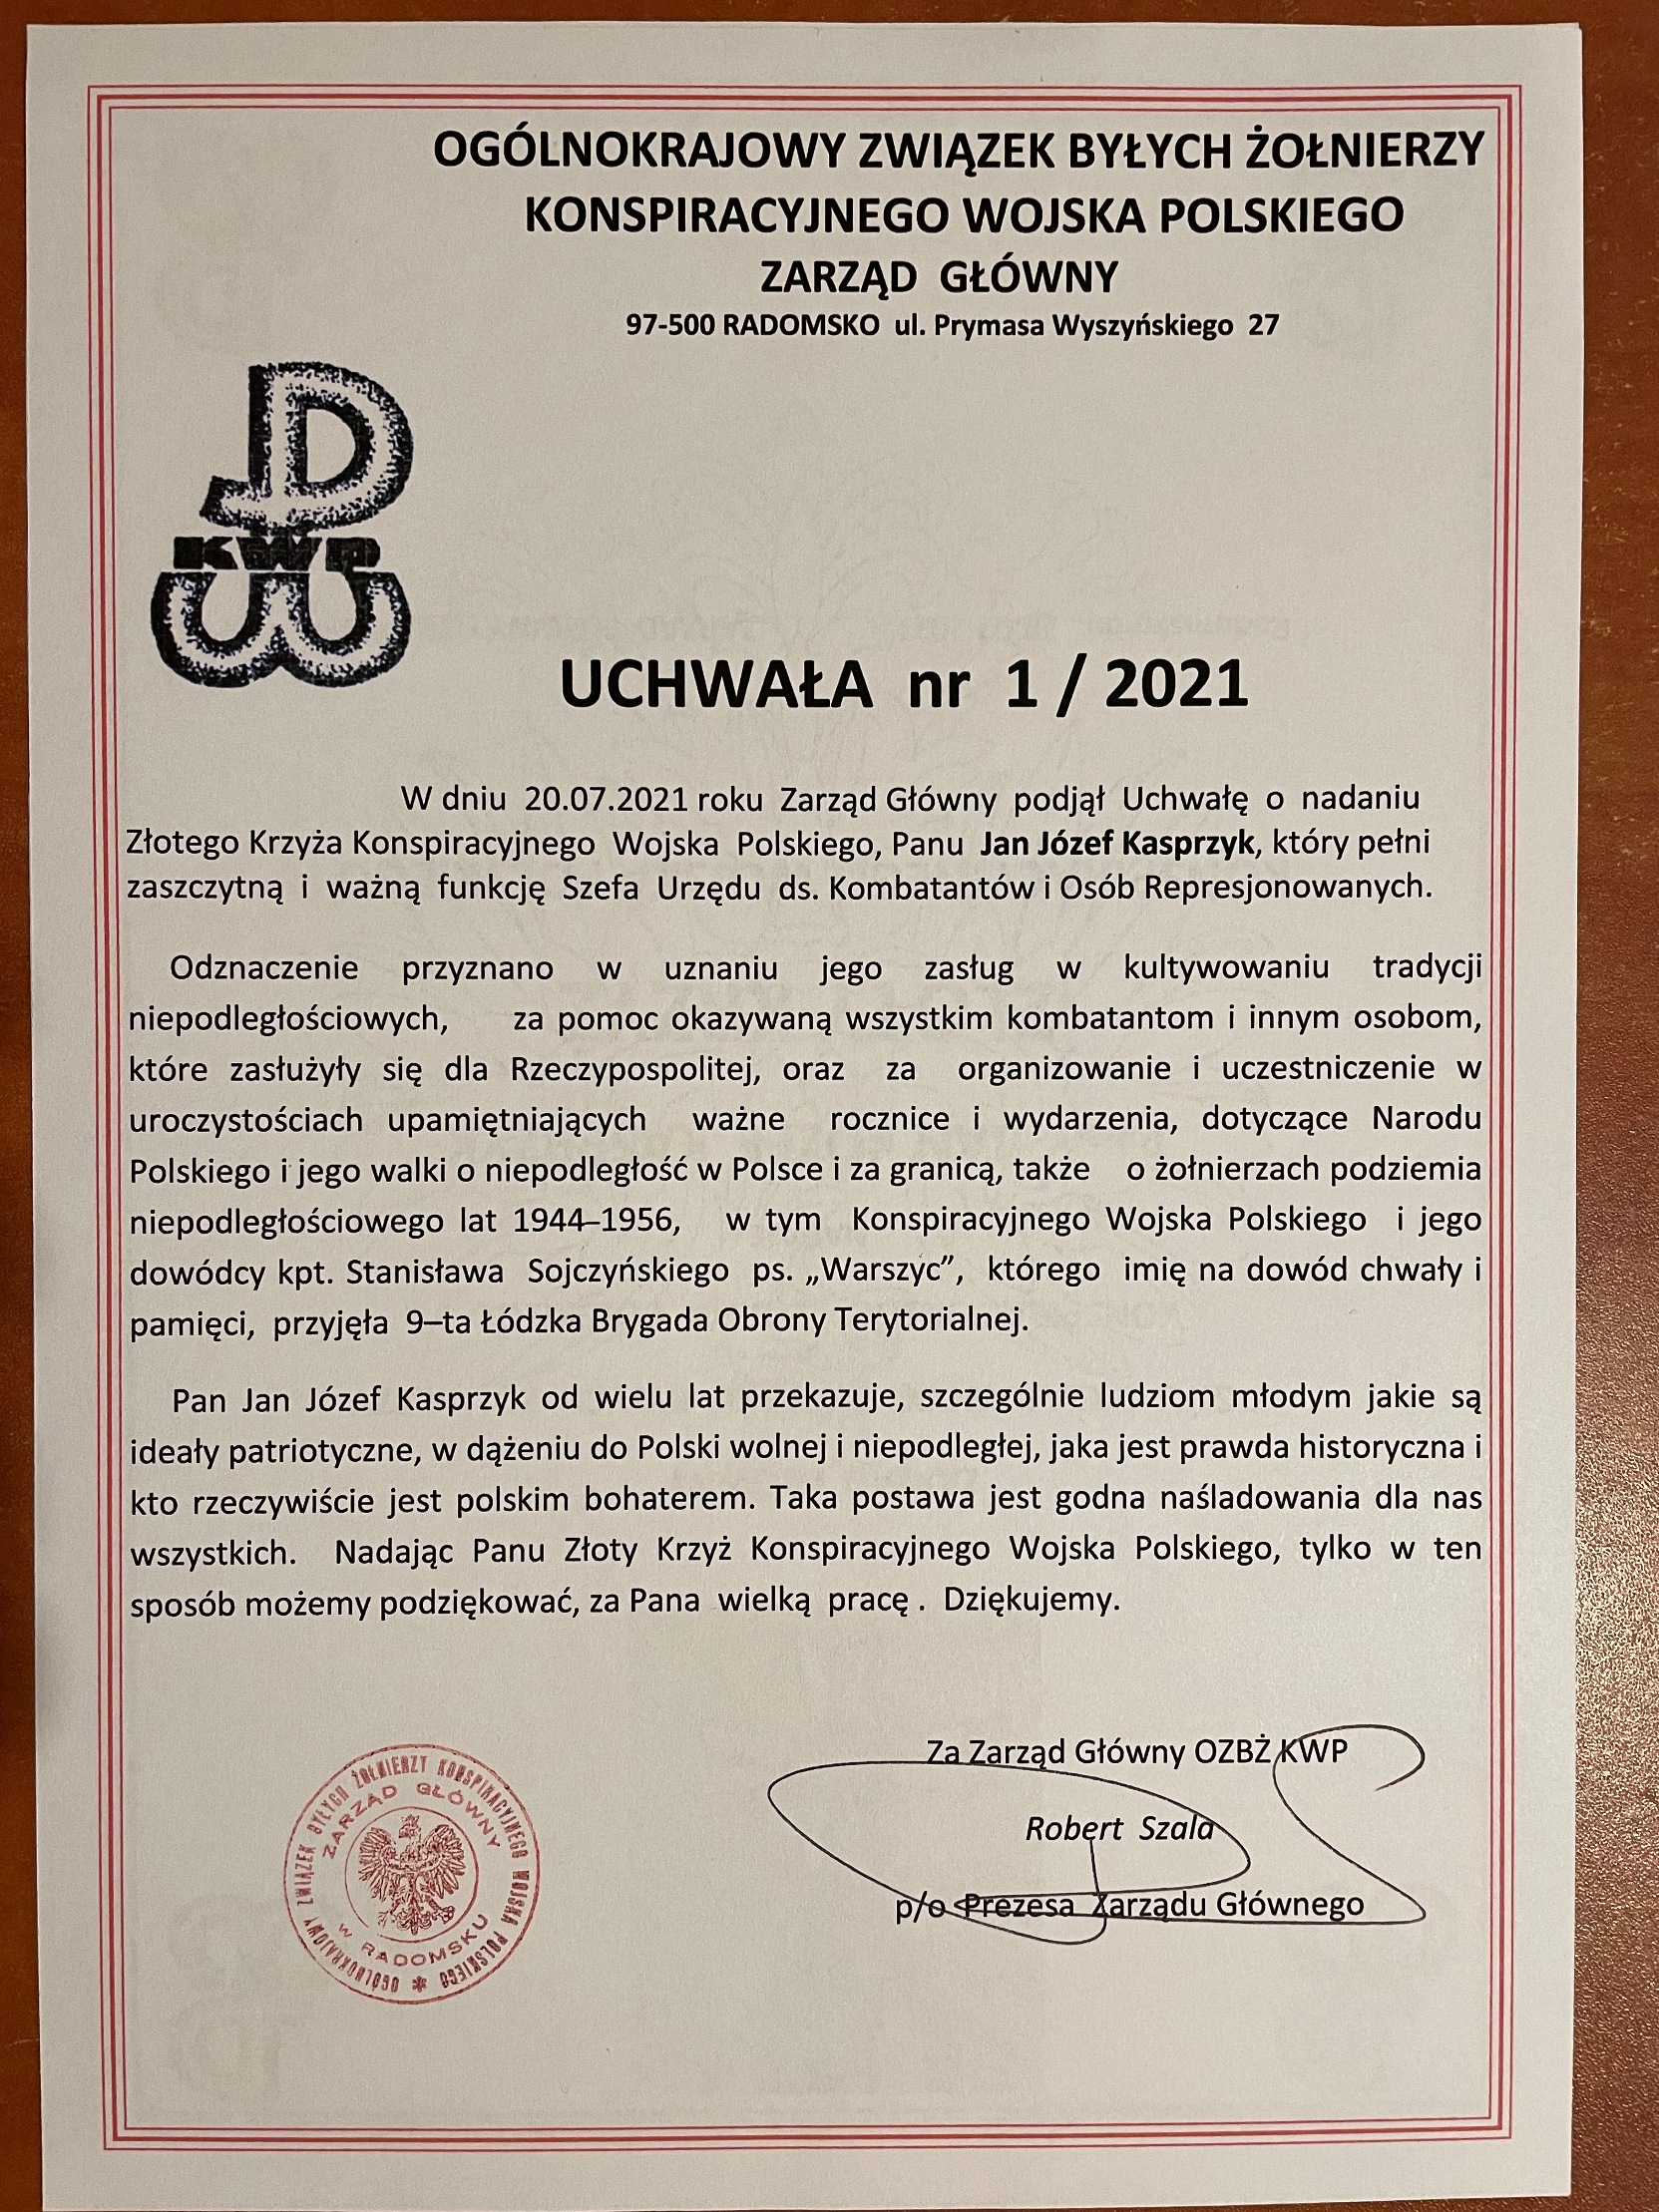 OGÓLNOKRAJOWY ZWIĄZEK BYŁYCH ŻOŁNIERZY
KONSPIRACYJNEGO WOJSKA POLSKIEGO
ZARZĄD GŁÓWNY
97-500 RADOMSKO ul. Prymasa Wyszyńskiego 27
KWP
UCHWAŁA nr 1 / 2021
W dniu 20.07.2021 roku Zarząd Główny podjął Uchwałę o nadaniu
Złotego Krzyża Konspiracyjnego Wojska Polskiego, Panu Jan Józef Kasprzyk, który pełni
zaszczytną i ważną funkcję Szefa Urzędu ds. Kombatantów i Osób Represjonowanych.
Odznaczenie przyznano w uznaniu jego zasług w kultywowaniu tradycji
niepodległościowych, za pomoc okazywaną wszystkim kombatantom i innym osobom,
które zasłużyły się dla Rzeczypospolitej, oraz za organizowanie i uczestniczenie w
uroczystościach upamiętniających ważne rocznice i wydarzenia, dotyczące Narodu
Polskiego i jego walki o niepodległość w Polsce i za granicą, także o żołnierzach podziemia
niepodległościowego lat 1944–1956, w tym Konspiracyjnego Wojska Polskiego i jego
dowódcy kpt. Stanisława Sojczyńskiego ps. „Warszyc”, którego imię na dowód chwały i
pamięci, przyjęła 9–ta Łódzka Brygada Obrony Terytorialnej.
Pan Jan Józef Kasprzyk od wielu lat przekazuje, szczególnie ludziom młodym jakie są
ideały patriotyczne, w dążeniu do Polski wolnej i niepodległej, jaka jest prawda historyczna i
kto rzeczywiście jest polskim bohaterem. Taka postawa jest godna naśladowania dla nas
wszystkich. Nadając Panu Złoty Krzyż Konspiracyjnego Wojska Polskiego, tylko w ten
sposób możemy podziękować, za Pana wielką pracę . Dziękujemy.
Za Zarząd Główny OZBŻ KWP
Robert Szala
p/o Prezesa Zarządu Głównego
OGÓLNOKRAJOWY ZWIĄZEK BYŁYCH ŻOŁNIERZY KONSPIRACYJNEGO WOJSKA POLSKIEGO
ZARZĄD GŁÓWNY
W RADOMSKU